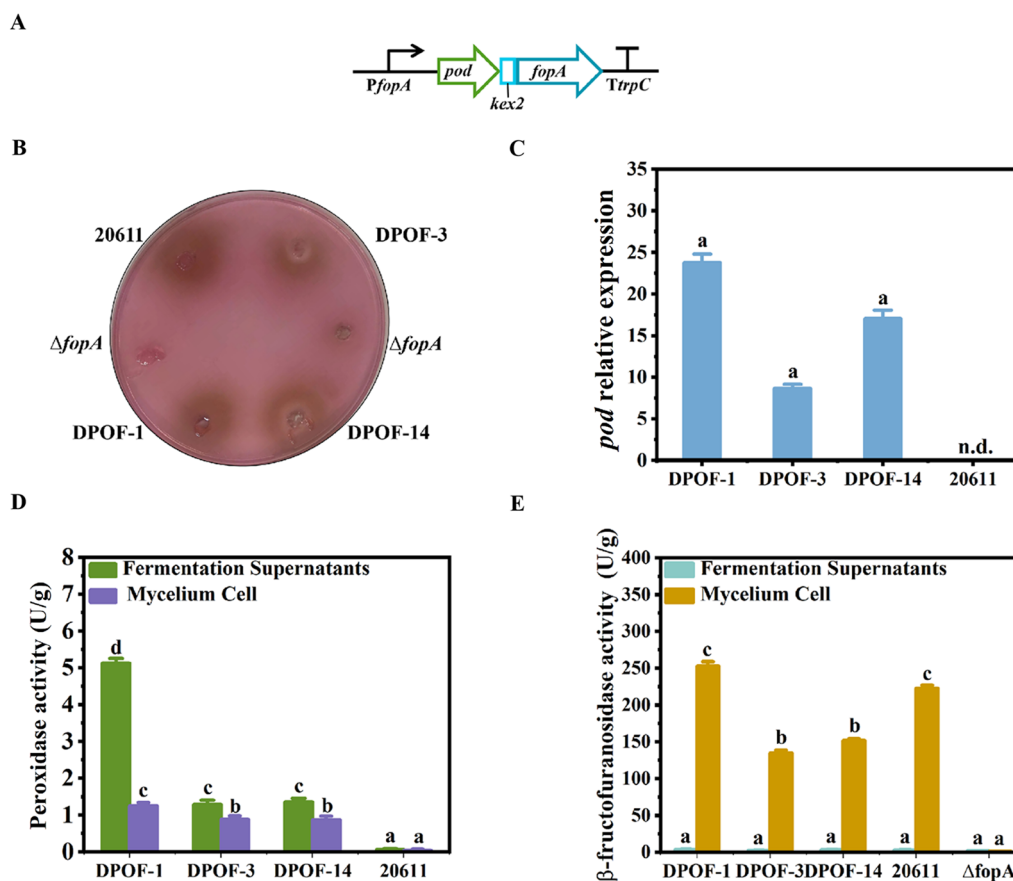 A
PfopA
pod
kex2
fopA
TtrpC
B
20611
DPOF-3
ΔfopA
ΔfopA
DPOF-1
DPOF-14
C
pod relative expression
35
30
25
20
15
10
5
0
a
a
a
n.d.
DPOF-1 DPOF-3 DPOF-14 20611
D
Peroxidase activity (U/g)
8
7
6
5
4
3
2
1
0
Fermentation Supernatants
Mycelium Cell
d
c
c
b
c
b
a
a
DPOF-1 DPOF-3 DPOF-14 20611
E
β-fructofuranosidase activity (U/g)
400
350
300
250
200
150
100
50
0
Fermentation Supernatants
Mycelium Cell
a
c
a
b
a
b
a
c
a
a
DPOF-1 DPOF-3 DPOF-14 20611 ΔfopA